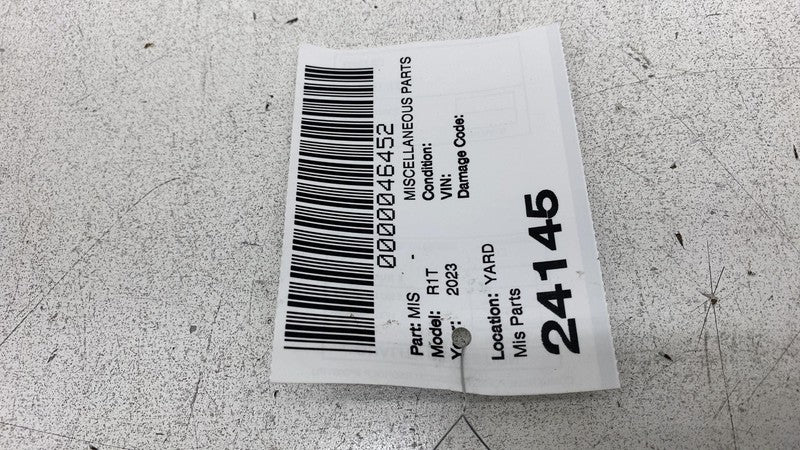 0000046452
Part: MIS - MISCELLANEOUS PARTS
Model: R1T Condition:
2023 VIN:
Damage Code:
Location: YARD
Mis Parts
24145